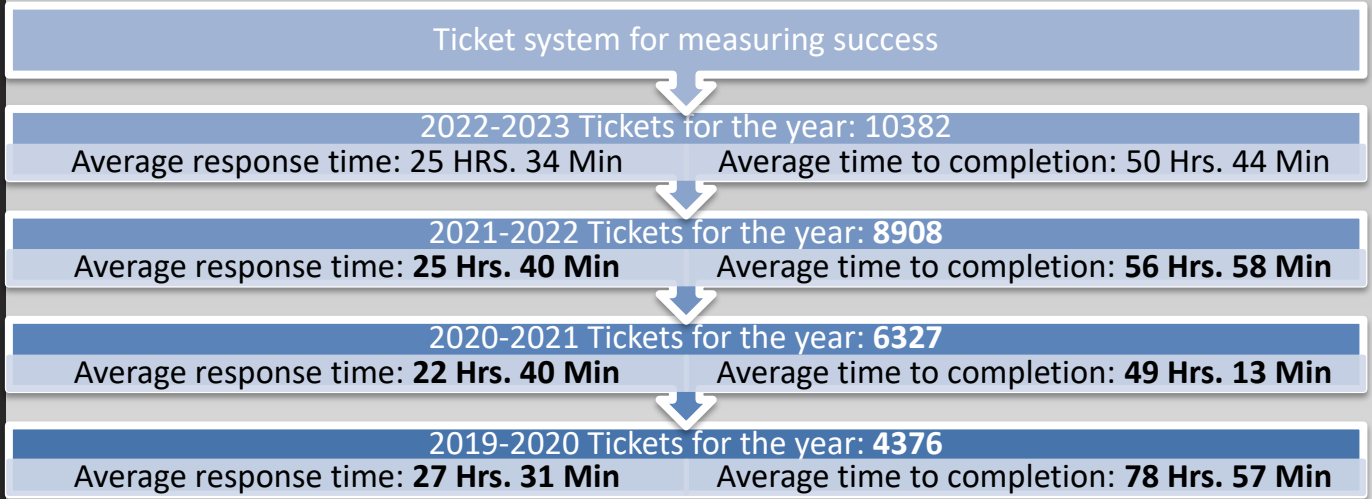 Ticket system for measuring success
2022-2023 Tickets for the year: 10382
Average response time: 25 HRS. 34 Min
Average time to completion: 50 Hrs. 44 Min
2021-2022 Tickets for the year: 8908
Average response time: 25 Hrs. 40 Min
Average time to completion: 56 Hrs. 58 Min
2020-2021 Tickets for the year: 6327
Average response time: 22 Hrs. 40 Min
Average time to completion: 49 Hrs. 13 Min
2019-2020 Tickets for the year: 4376
Average response time: 27 Hrs. 31 Min
Average time to completion: 78 Hrs. 57 Min